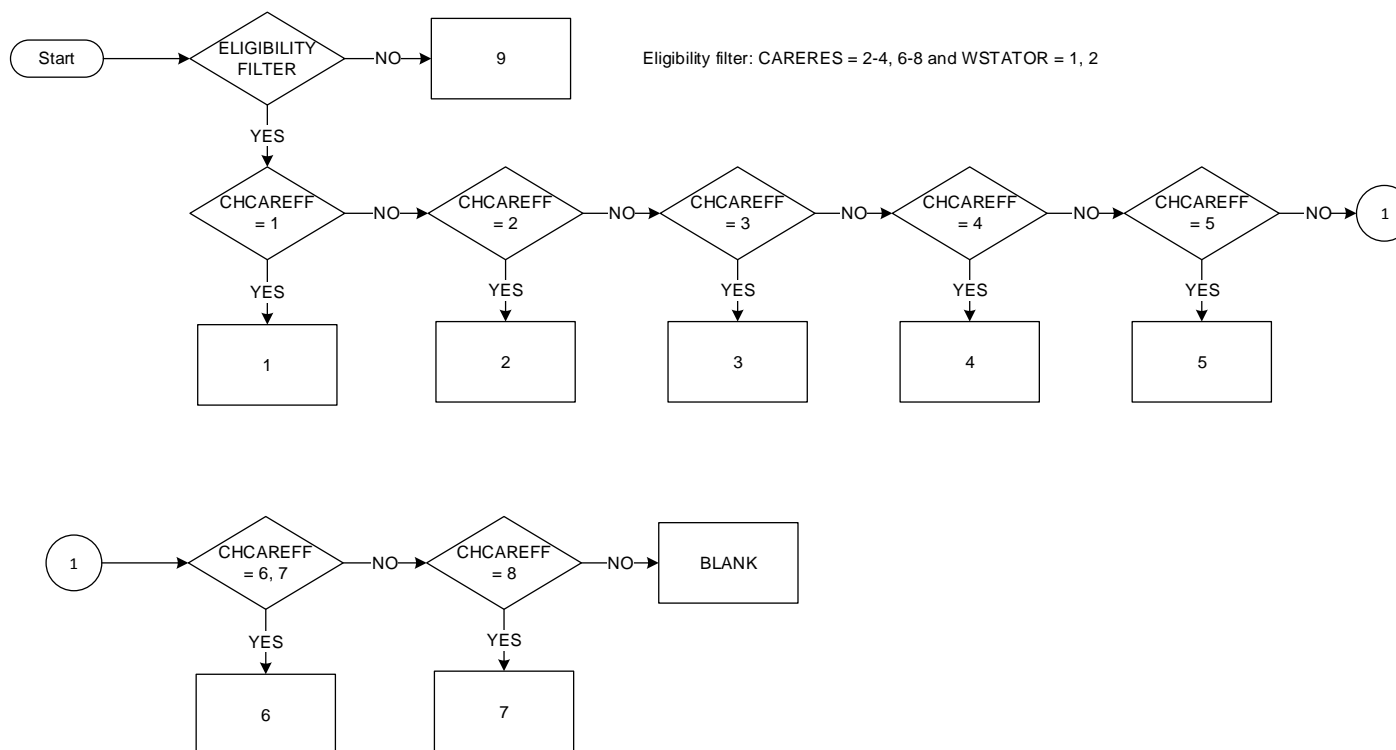 Start
ELIGIBILITY
FILTER
NO
9
Eligibility filter: CARERES = 2-4, 6-8 and WSTATOR = 1, 2
YES
CHCAREFF
= 1
NO
CHCAREFF
= 2
NO
CHCAREFF
= 3
NO
CHCAREFF
= 4
NO
CHCAREFF
= 5
NO
1
YES
YES
YES
YES
YES
1
2
3
4
5
1
CHCAREFF
= 6, 7
NO
CHCAREFF
= 8
NO
BLANK
YES
YES
6
7